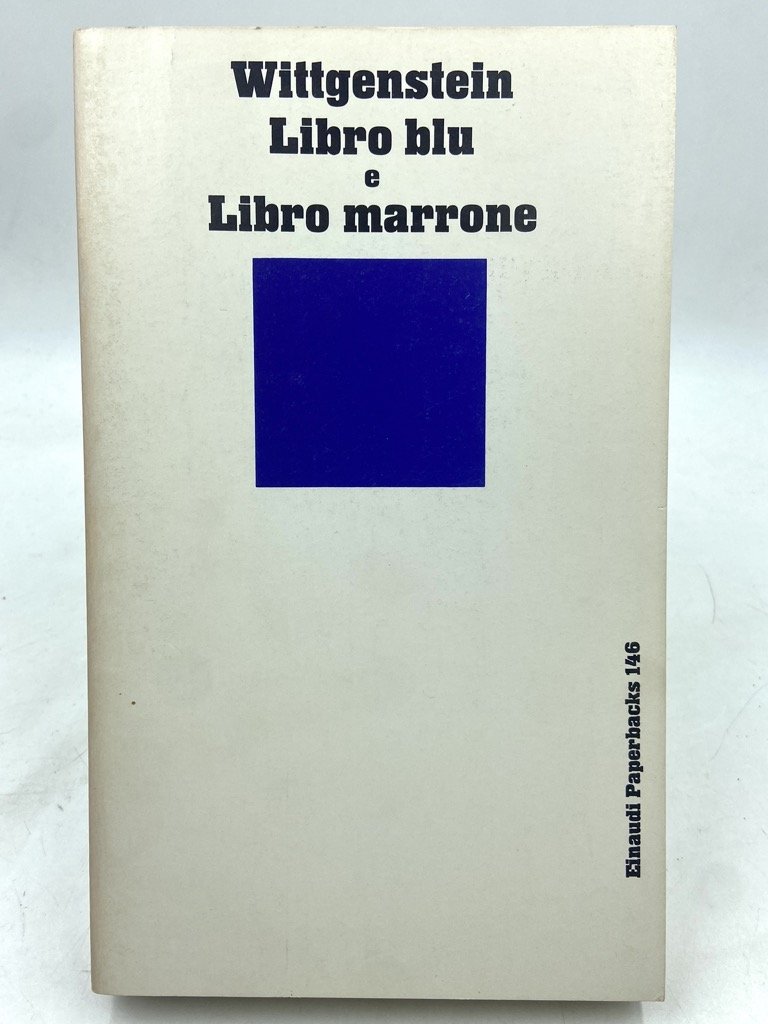 Wittgenstein
Libro blu
e
Libro marrone
Einaudi Paperbacks 146